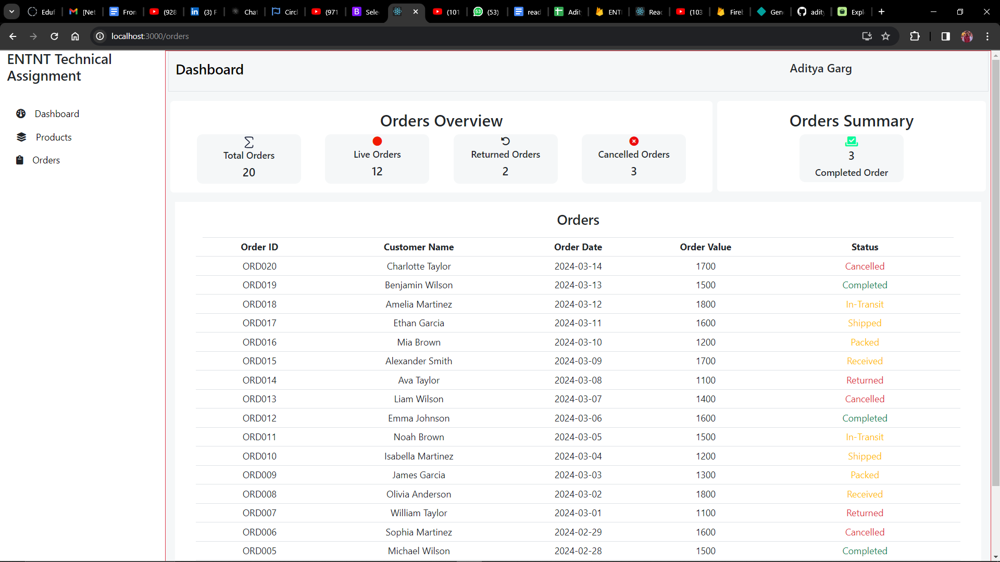 Eduf
[Net
Fron
(928
(3) F
Chat
Circl
(971
Sele
(101
(53)
read
Adit
ENTI
Reac
(103
Fireb
Gen
adity
Expl
localhost:3000/orders
ENTNT Technical
Assignment
Dashboard
Products
Orders
Dashboard
Aditya Garg
Orders Overview
Total Orders
20
Live Orders
12
Returned Orders
2
Cancelled Orders
3
Orders Summary
3
Completed Order
Orders
Order ID Customer Name Order Date Order Value Status
ORD020 Charlotte Taylor 2024-03-14 1700 Cancelled
ORD019 Benjamin Wilson 2024-03-13 1500 Completed
ORD018 Amelia Martinez 2024-03-12 1800 In-Transit
ORD017 Ethan Garcia 2024-03-11 1600 Shipped
ORD016 Mia Brown 2024-03-10 1200 Packed
ORD015 Alexander Smith 2024-03-09 1700 Received
ORD014 Ava Taylor 2024-03-08 1100 Returned
ORD013 Liam Wilson 2024-03-07 1400 Cancelled
ORD012 Emma Johnson 2024-03-06 1600 Completed
ORD011 Noah Brown 2024-03-05 1500 In-Transit
ORD010 Isabella Martinez 2024-03-04 1200 Shipped
ORD009 James Garcia 2024-03-03 1300 Packed
ORD008 Olivia Anderson 2024-03-02 1800 Received
ORD007 William Taylor 2024-03-01 1100 Returned
ORD006 Sophia Martinez 2024-02-29 1600 Cancelled
ORD005 Michael Wilson 2024-02-28 1500 Completed